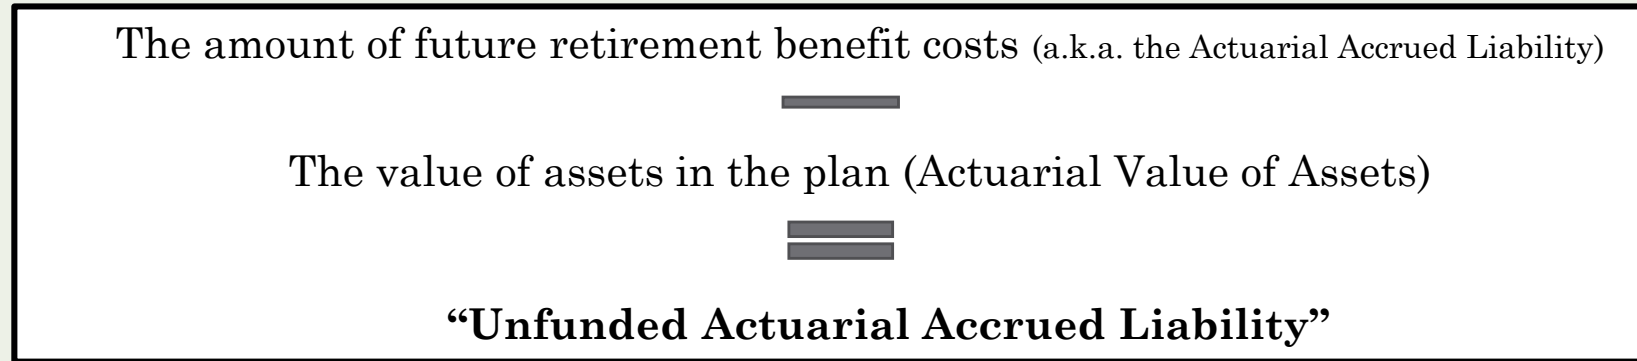 The amount of future retirement benefit costs (a.k.a. the Actuarial Accrued Liability)
The value of assets in the plan (Actuarial Value of Assets)
“Unfunded Actuarial Accrued Liability”